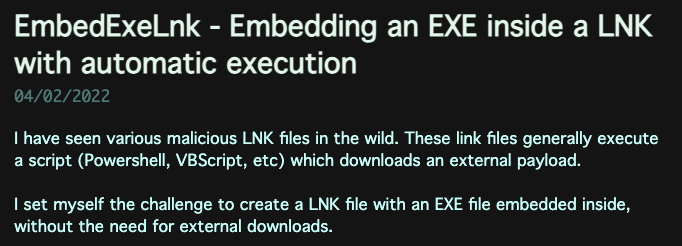 EmbedExeLnk - Embedding an EXE inside a LNK
with automatic execution
04/02/2022
I have seen various malicious LNK files in the wild. These link files generally execute
a script (Powershell, VBScript, etc) which downloads an external payload.
I set myself the challenge to create a LNK file with an EXE file embedded inside,
without the need for external downloads.